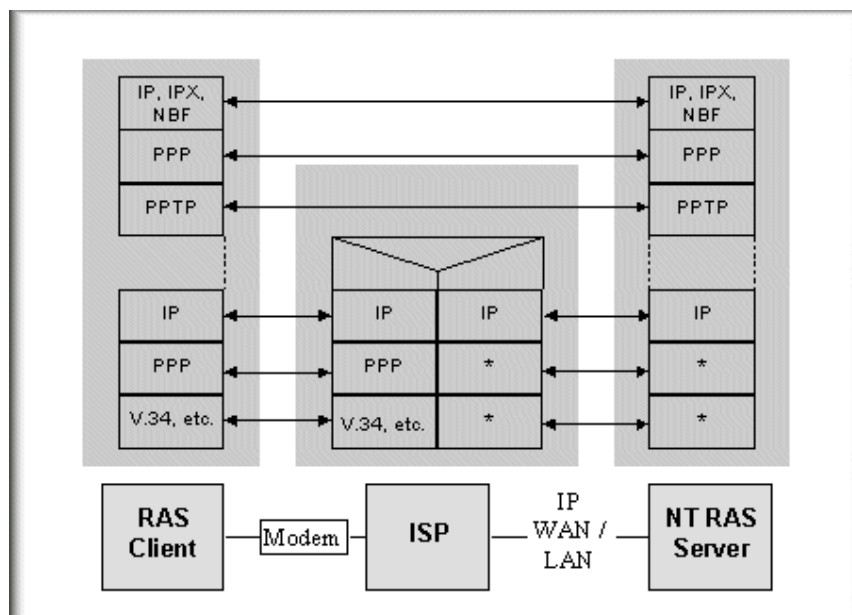 IP, IPX,
NBF
IP, IPX,
NBF
PPP
PPP
PPTP
PPTP
IP
IP
IP
IP
PPP
PPP
*
*
V.34, etc.
V.34, etc.
*
*
RAS
Client
Modem
ISP
IP
WAN /
LAN
NT RAS
Server